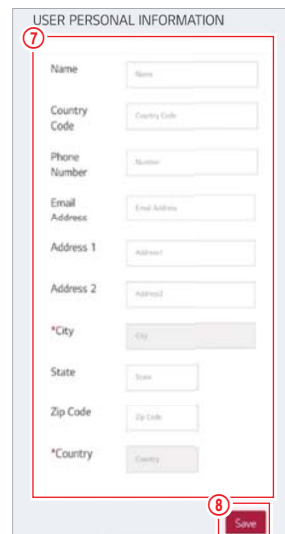 USER PERSONAL INFORMATION
7
Name
Name
Country
Code
Country Code
Phone
Number
Number
Email
Address
Email Address
Address 1
Address1
Address 2
Address2
*City
City
State
State
Zip Code
Zip Code
*Country
Country
8
Save